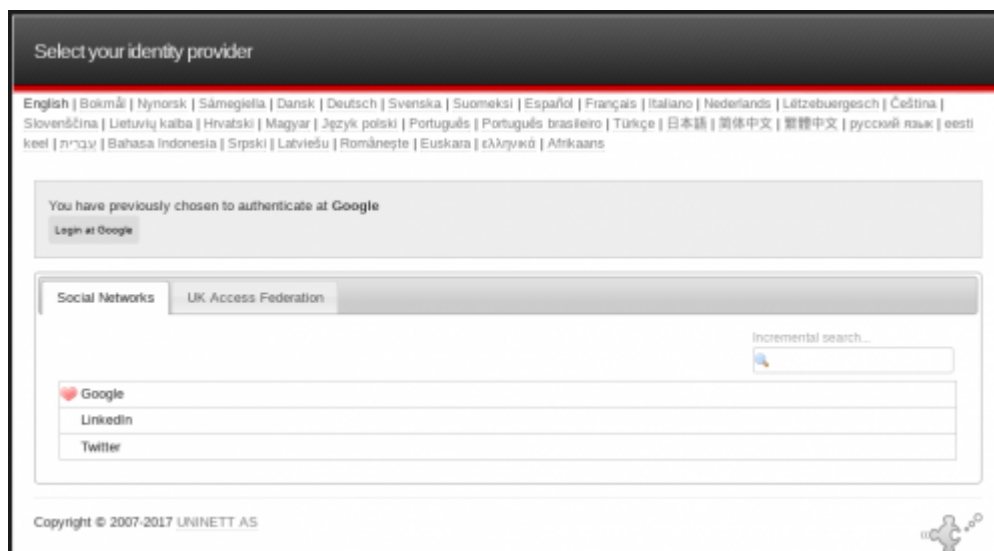 Select your identity provider
English | Bokmål | Nynorsk | Sámegiella | Dansk | Deutsch | Svenska | Suomeksi | Español | Français | Italiano | Nederlands | Lëtzebuergesch | Čeština |
Slovenščina | Lietuvių kalba | Hrvatski | Magyar | Język polski | Português | Português brasileiro | Türkçe | 日本語 | 简体中文 | 繁體中文 | русский язык | eesti
keel | עִבְרִית | Bahasa Indonesia | Srpski | Latviešu | Românește | Euskara | ελληνικά | Afrikaans
You have previously chosen to authenticate at Google
Login at Google
Social Networks
UK Access Federation
Incremental search...
Google
LinkedIn
Twitter
Copyright © 2007-2017 UNINETT AS